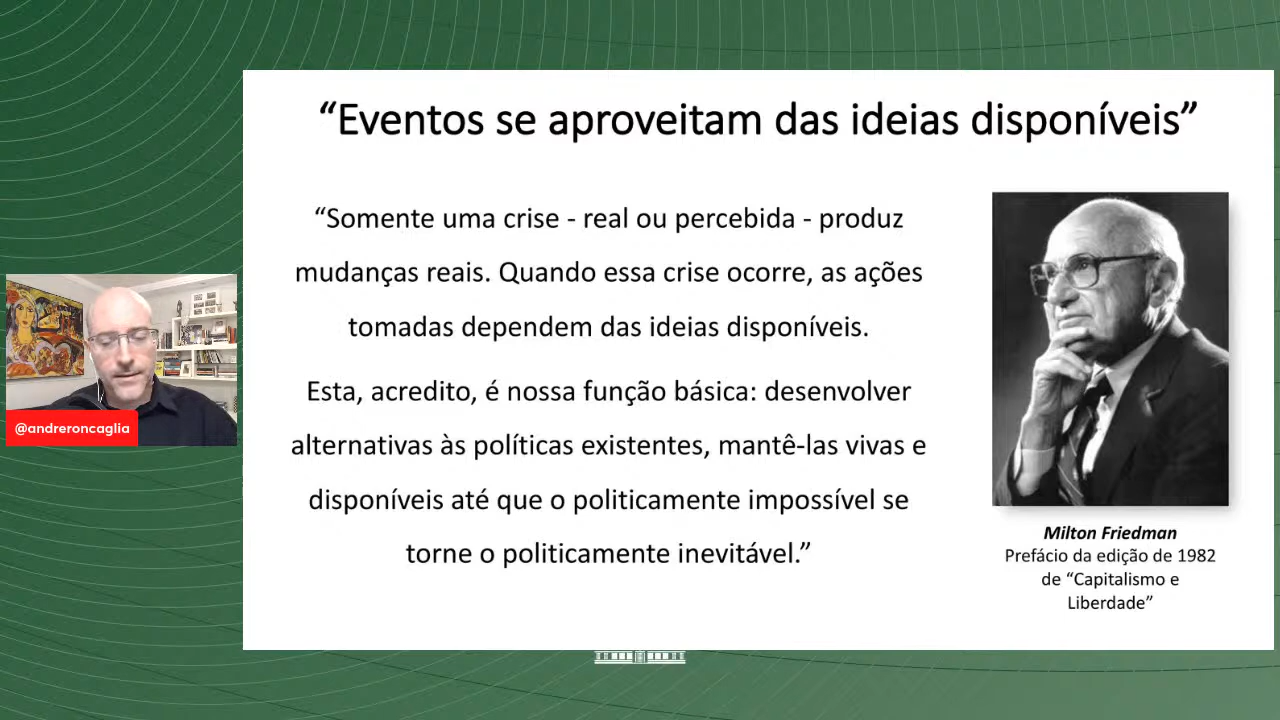 “Eventos se aproveitam das ideias disponíveis”
“Somente uma crise - real ou percebida - produz
mudanças reais. Quando essa crise ocorre, as ações
tomadas dependem das ideias disponíveis.
Esta, acredito, é nossa função básica: desenvolver
alternativas às políticas existentes, mantê-las vivas e
disponíveis até que o politicamente impossível se
torne o politicamente inevitável.”
Milton Friedman
Prefácio da edição de 1982
de “Capitalismo e
Liberdade”
@andreroncaglia